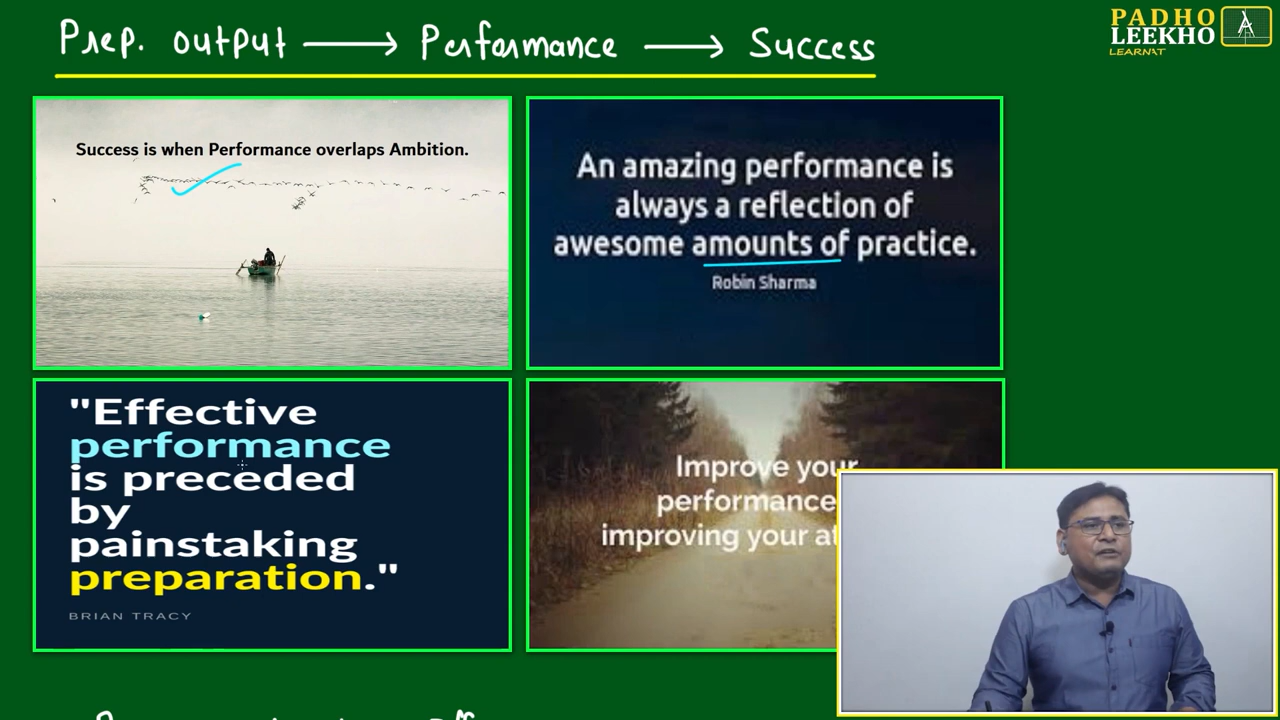 Prep. output → Performance → Success
PADHO
LEEKHO
LEARNXT
Success is when Performance overlaps Ambition.
An amazing performance is
always a reflection of
awesome amounts of practice.
Robin Sharma
"Effective
performance
is preceded
by
painstaking
preparation."
BRIAN TRACY
Improve your
performance
improving your